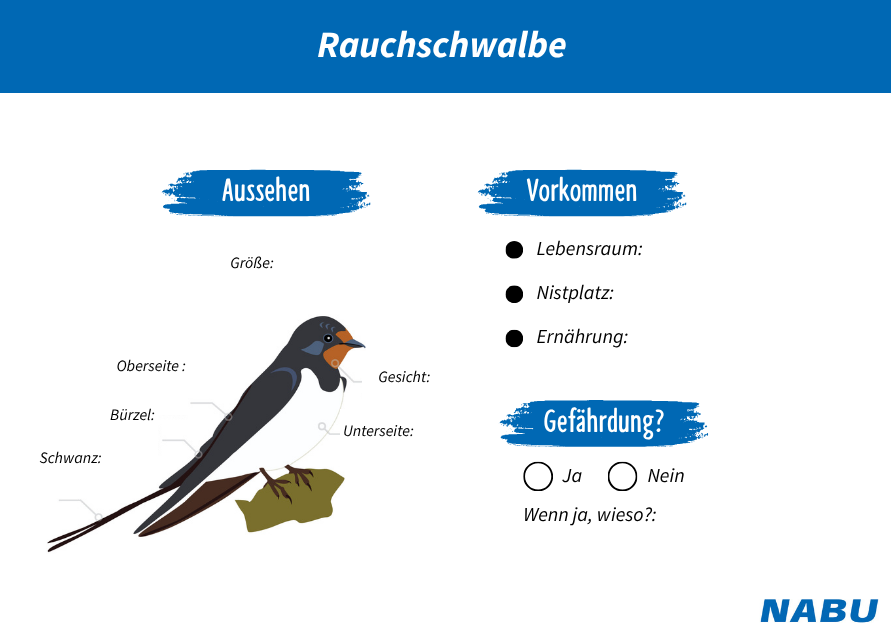 Rauchschwalbe
Aussehen
Größe:
Oberseite :
Bürzel:
Schwanz:
Gesicht:
Unterseite:
Vorkommen
Lebensraum:
Nistplatz:
Ernährung:
Gefährdung?
Ja
Nein
Wenn ja, wieso?:
NABU